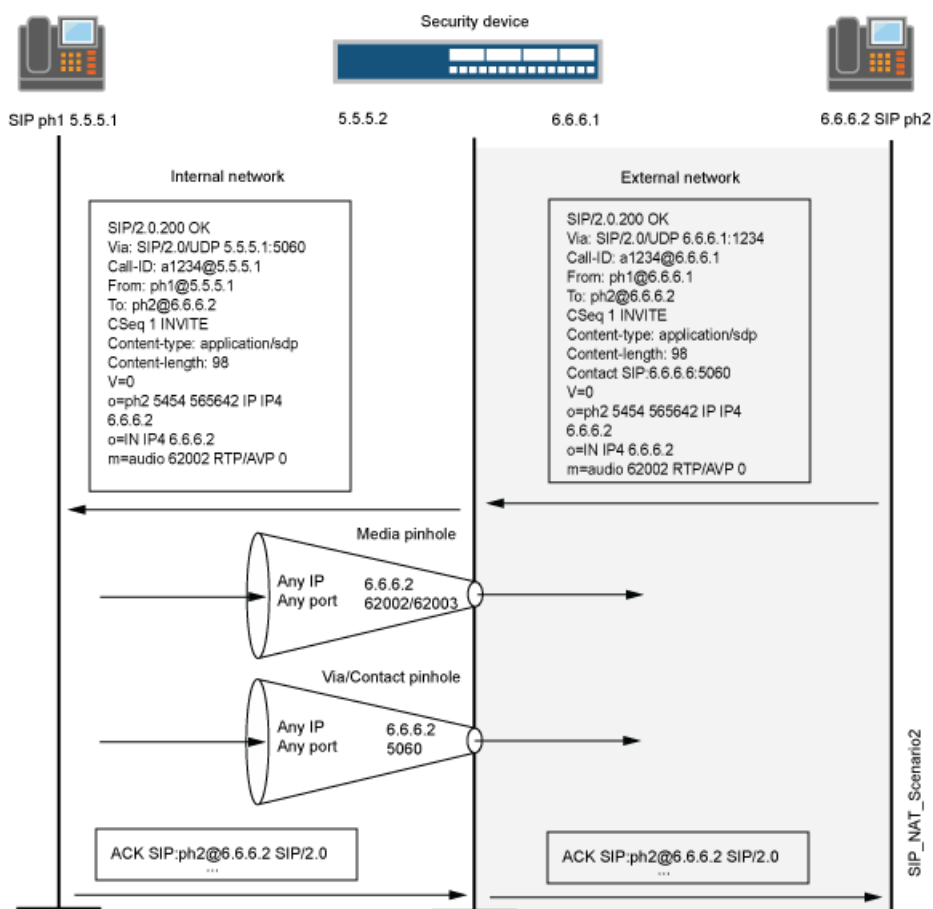 Security device
SIP ph1 5.5.5.1
5.5.5.2
6.6.6.1
6.6.6.2 SIP ph2
Internal network
External network
SIP/2.0.200 OK
Via: SIP/2.0/UDP 5.5.5.1:5060
Call-ID: a1234@5.5.5.1
From: ph1@5.5.5.1
To: ph2@6.6.6.2
CSeq 1 INVITE
Content-type: application/sdp
Content-length: 98
V=0
o=ph2 5454 565642 IP IP4
6.6.6.2
o=IN IP4 6.6.6.2
m=audio 62002 RTP/AVP 0
SIP/2.0.200 OK
Via: SIP/2.0/UDP 6.6.6.1:1234
Call-ID: a1234@6.6.6.1
From: ph1@6.6.6.1
To: ph2@6.6.6.2
CSeq 1 INVITE
Content-type: application/sdp
Content-length: 98
Contact SIP:6.6.6.6:5060
V=0
o=ph2 5454 565642 IP IP4
6.6.6.2
o=IN IP4 6.6.6.2
m=audio 62002 RTP/AVP 0
Media pinhole
Any IP
Any port
6.6.6.2
62002/62003
Via/Contact pinhole
Any IP
Any port
6.6.6.2
5060
ACK SIP:ph2@6.6.6.2 SIP/2.0
...
ACK SIP:ph2@6.6.6.2 SIP/2.0
...
SIP_NAT_Scenario2